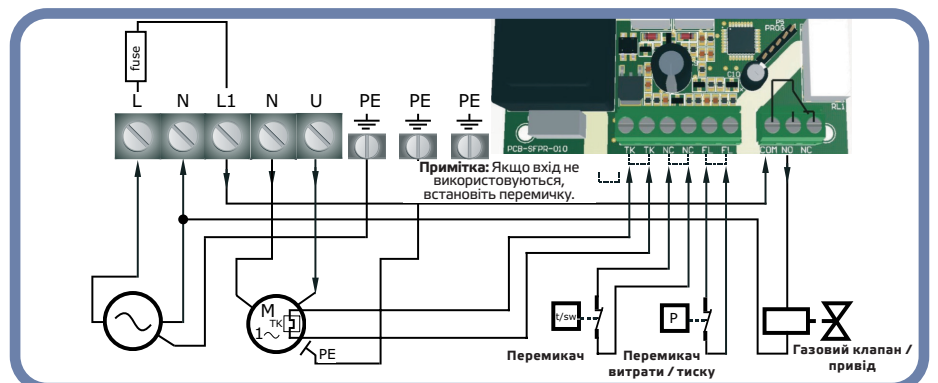 fuse
L N L1 N U PE PE PE
P5
PROG
C10
RL1
PCB-SFPR-010
TK TK NC NC FL FL
COM NO NC
Примітка: Якщо вхід не
використовуються,
встановіть перемичку.
M
TK
1~
PE
t/sw
P
Перемикач
Перемикач
витрати / тиску
Газовий клапан /
привід